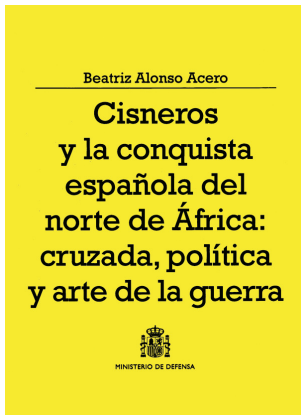 Beatriz Alonso Acero
Cisneros
y la conquista
española del
norte de África:
cruzada, política
y arte de la guerra
MINISTERIO DE DEFENSA